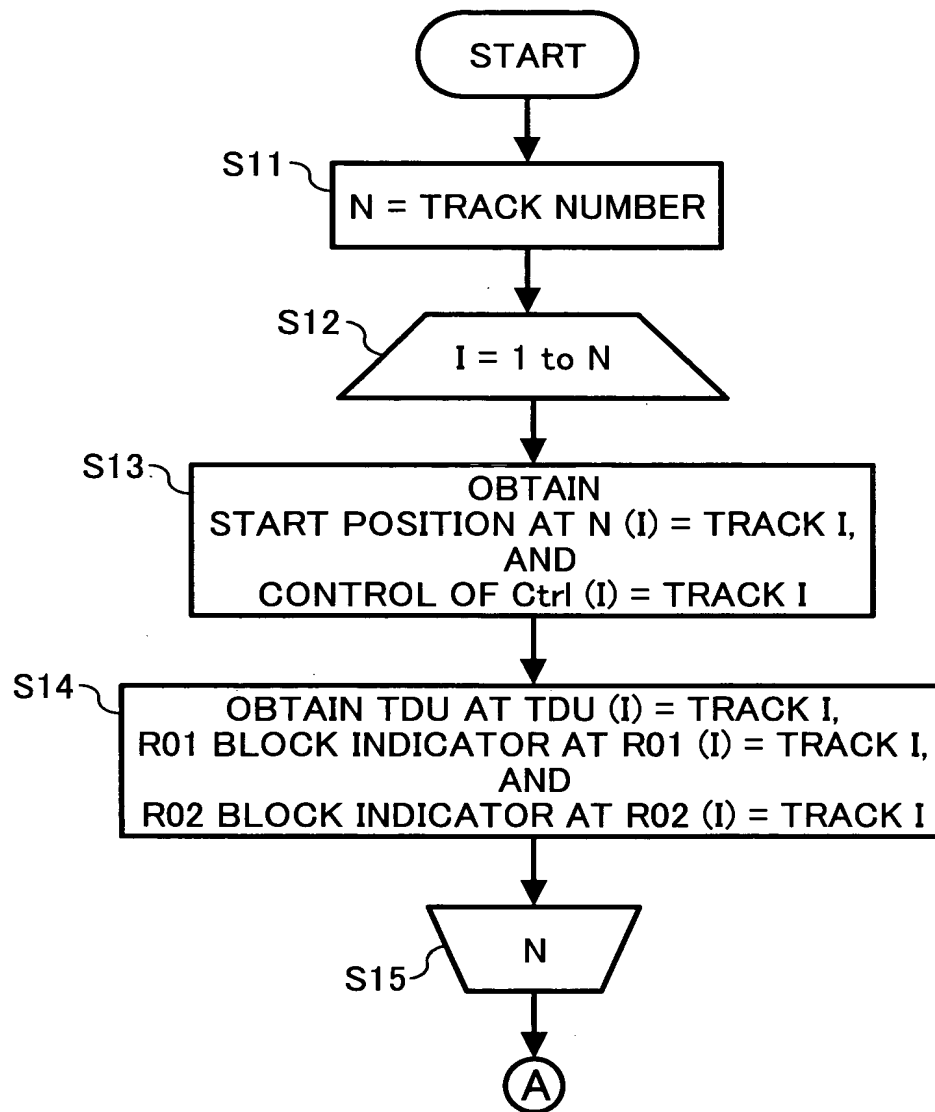 START
S11
N = TRACK NUMBER
S12
I = 1 to N
S13
OBTAIN
START POSITION AT N (I) = TRACK I,
AND
CONTROL OF Ctrl (I) = TRACK I
S14
OBTAIN TDU AT TDU (I) = TRACK I,
R01 BLOCK INDICATOR AT R01 (I) = TRACK I,
AND
R02 BLOCK INDICATOR AT R02 (I) = TRACK I
N
S15
A